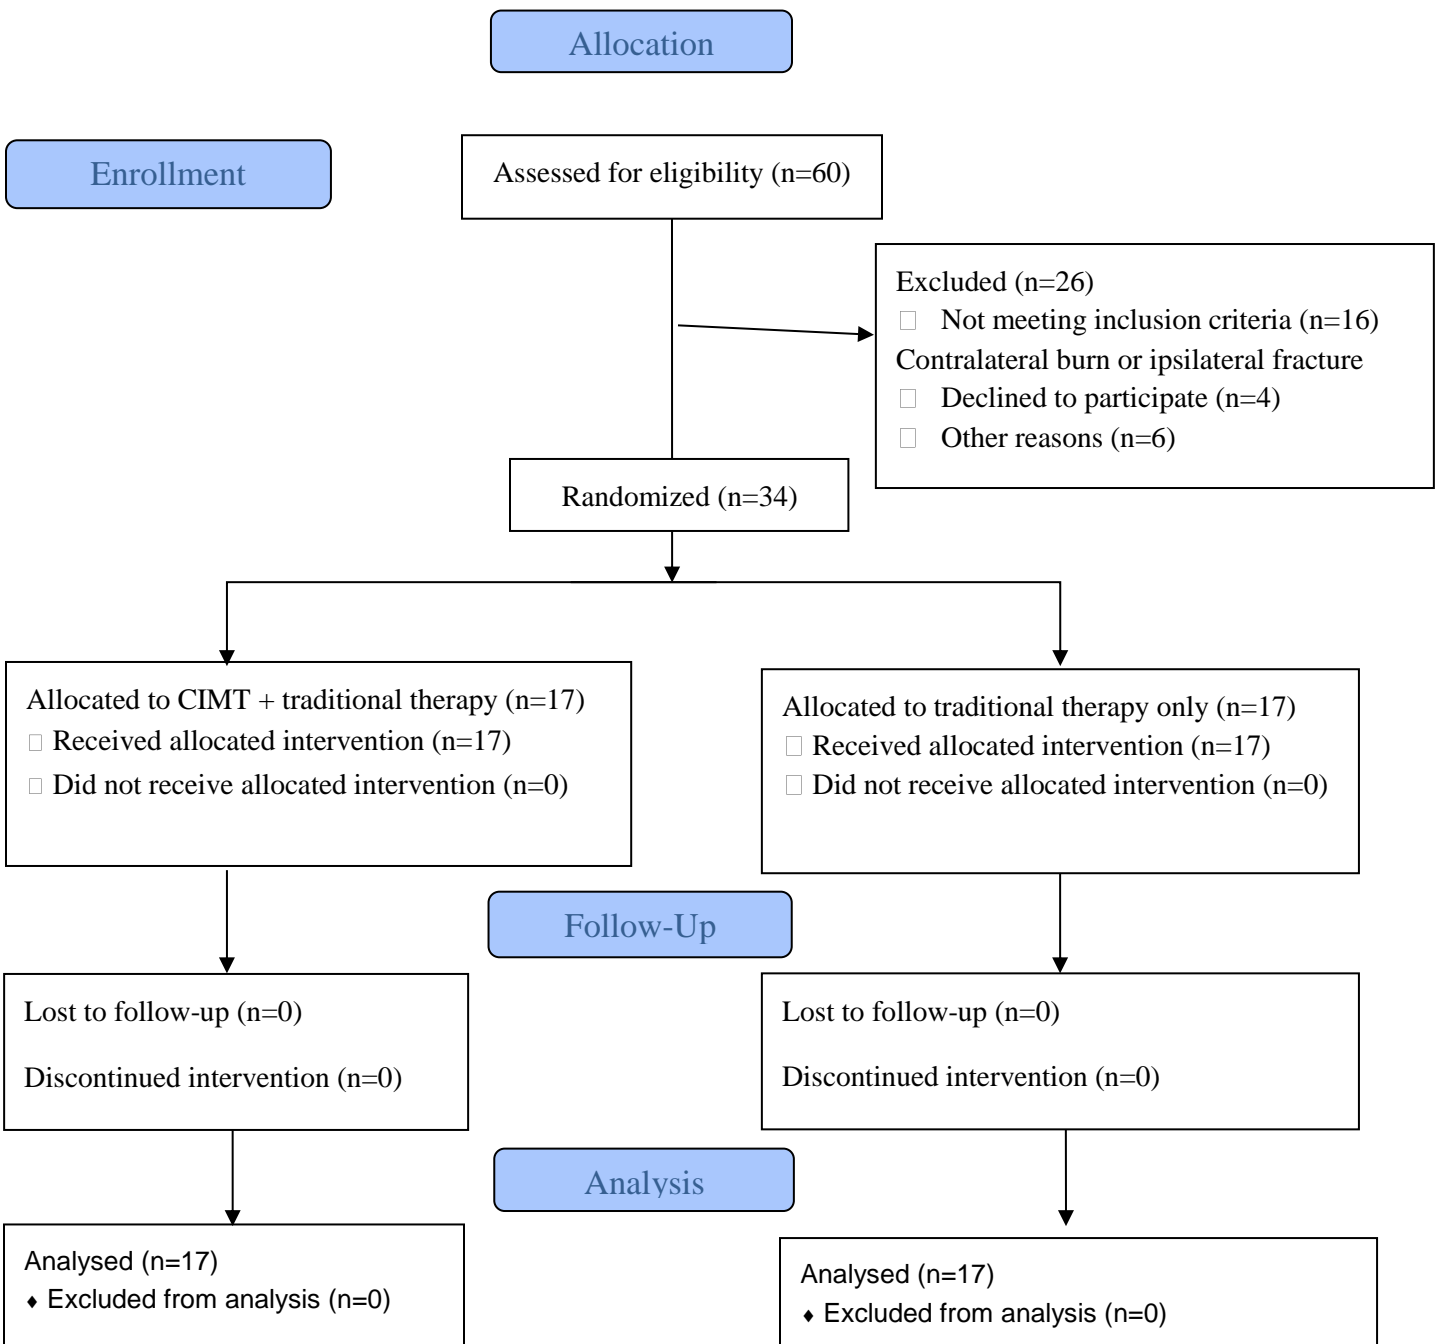 Allocation
Enrollment
Assessed for eligibility (n=60)
Excluded (n=26)
Not meeting inclusion criteria (n=16)
Contralateral burn or ipsilateral fracture
Declined to participate (n=4)
Other reasons (n=6)
Randomized (n=34)
Allocated to CIMT + traditional therapy (n=17)
Received allocated intervention (n=17)
Did not receive allocated intervention (n=0)
Allocated to traditional therapy only (n=17)
Received allocated intervention (n=17)
Did not receive allocated intervention (n=0)
Follow-Up
Lost to follow-up (n=0)
Discontinued intervention (n=0)
Lost to follow-up (n=0)
Discontinued intervention (n=0)
Analysis
Analysed (n=17)
♦ Excluded from analysis (n=0)
Analysed (n=17)
♦ Excluded from analysis (n=0)